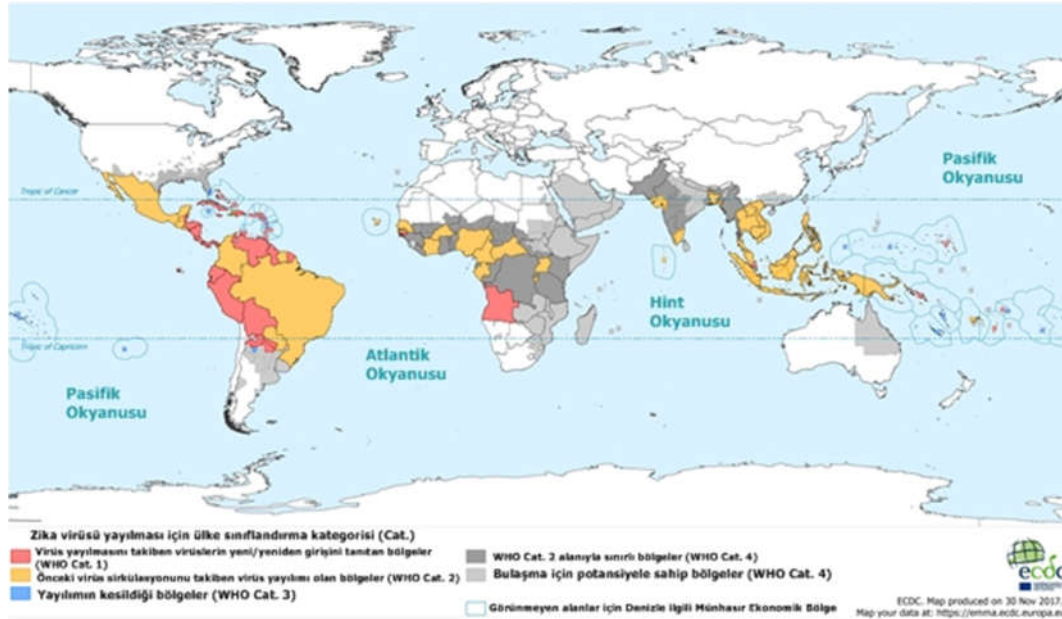 Pasifik
Okyanusu
Tropic of Cancer
Hint
Okyanusu
Tropic of Capricorn
Atlantik
Okyanusu
Pasifik
Okyanusu
Zika virüsü yayılması için ülke sınıflandırma kategorisi (Cat.)
Virüs yayılmasını takiben virüslerin yeni/yeniden girişini tanıtan bölgeler
(WHO Cat. 1)
Önceki virüs sirkülasyonunu takiben virüs yayılımı olan bölgeler (WHO Cat. 2)
Yayılımın kesildiği bölgeler (WHO Cat. 3)
WHO Cat. 2 alanıyla sınırlı bölgeler (WHO Cat. 4)
Bulaşma için potansiyele sahip bölgeler (WHO Cat. 4)
Görünmeyen alanlar için Denizle ilgili Münhasır Ekonomik Bölge
ecdc
ECDC. Map produced on 30 Nov 2017.
Map your data at: https://emma.ecdc.europa.eu